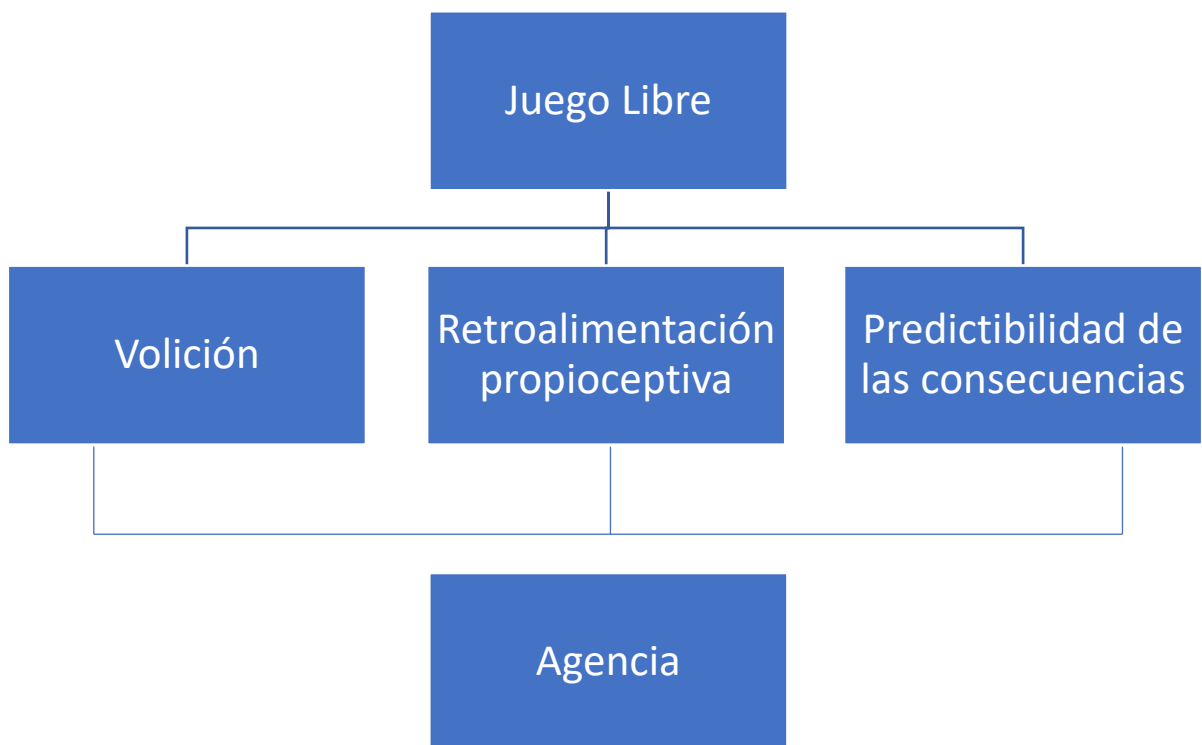 Juego Libre
Volición
Retroalimentación
propioceptiva
Predictibilidad de
las consecuencias
Agencia